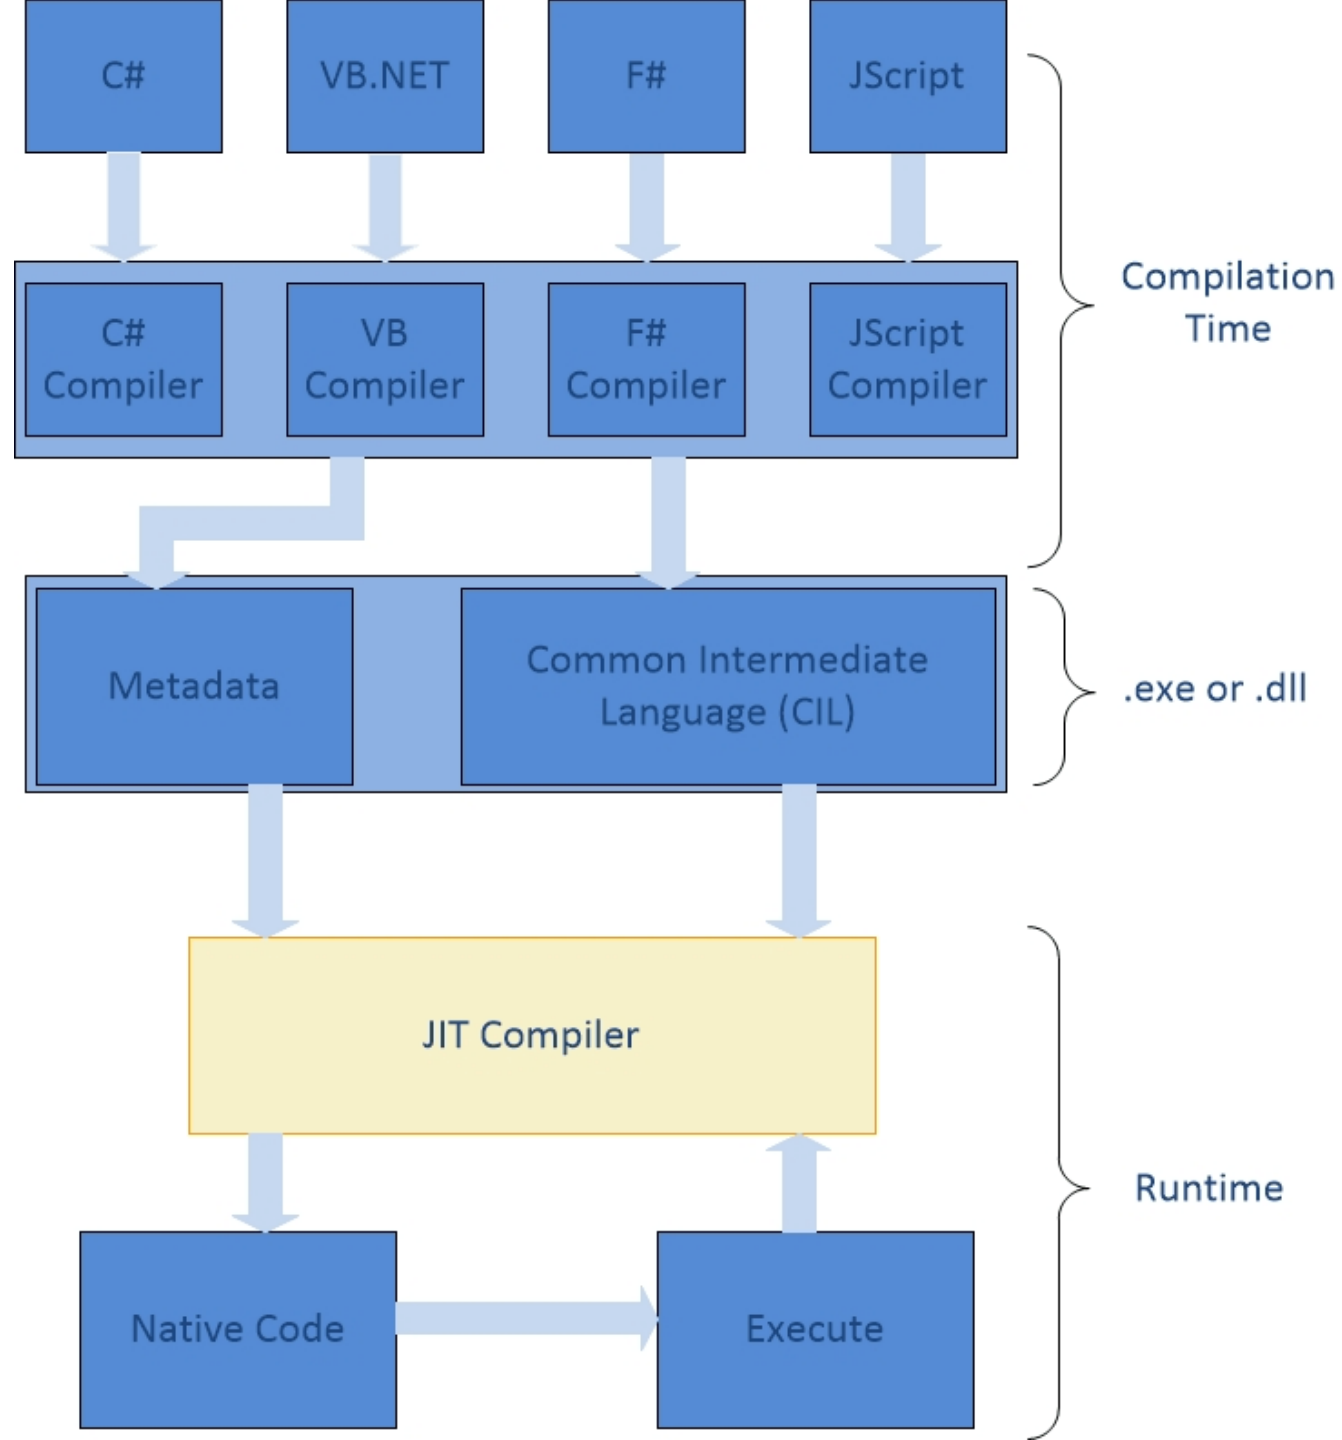 C#
VB.NET
F#
JScript
C#
Compiler
VB
Compiler
F#
Compiler
JScript
Compiler
Compilation
Time
Metadata
Common Intermediate
Language (CIL)
.exe or .dll
JIT Compiler
Runtime
Native Code
Execute